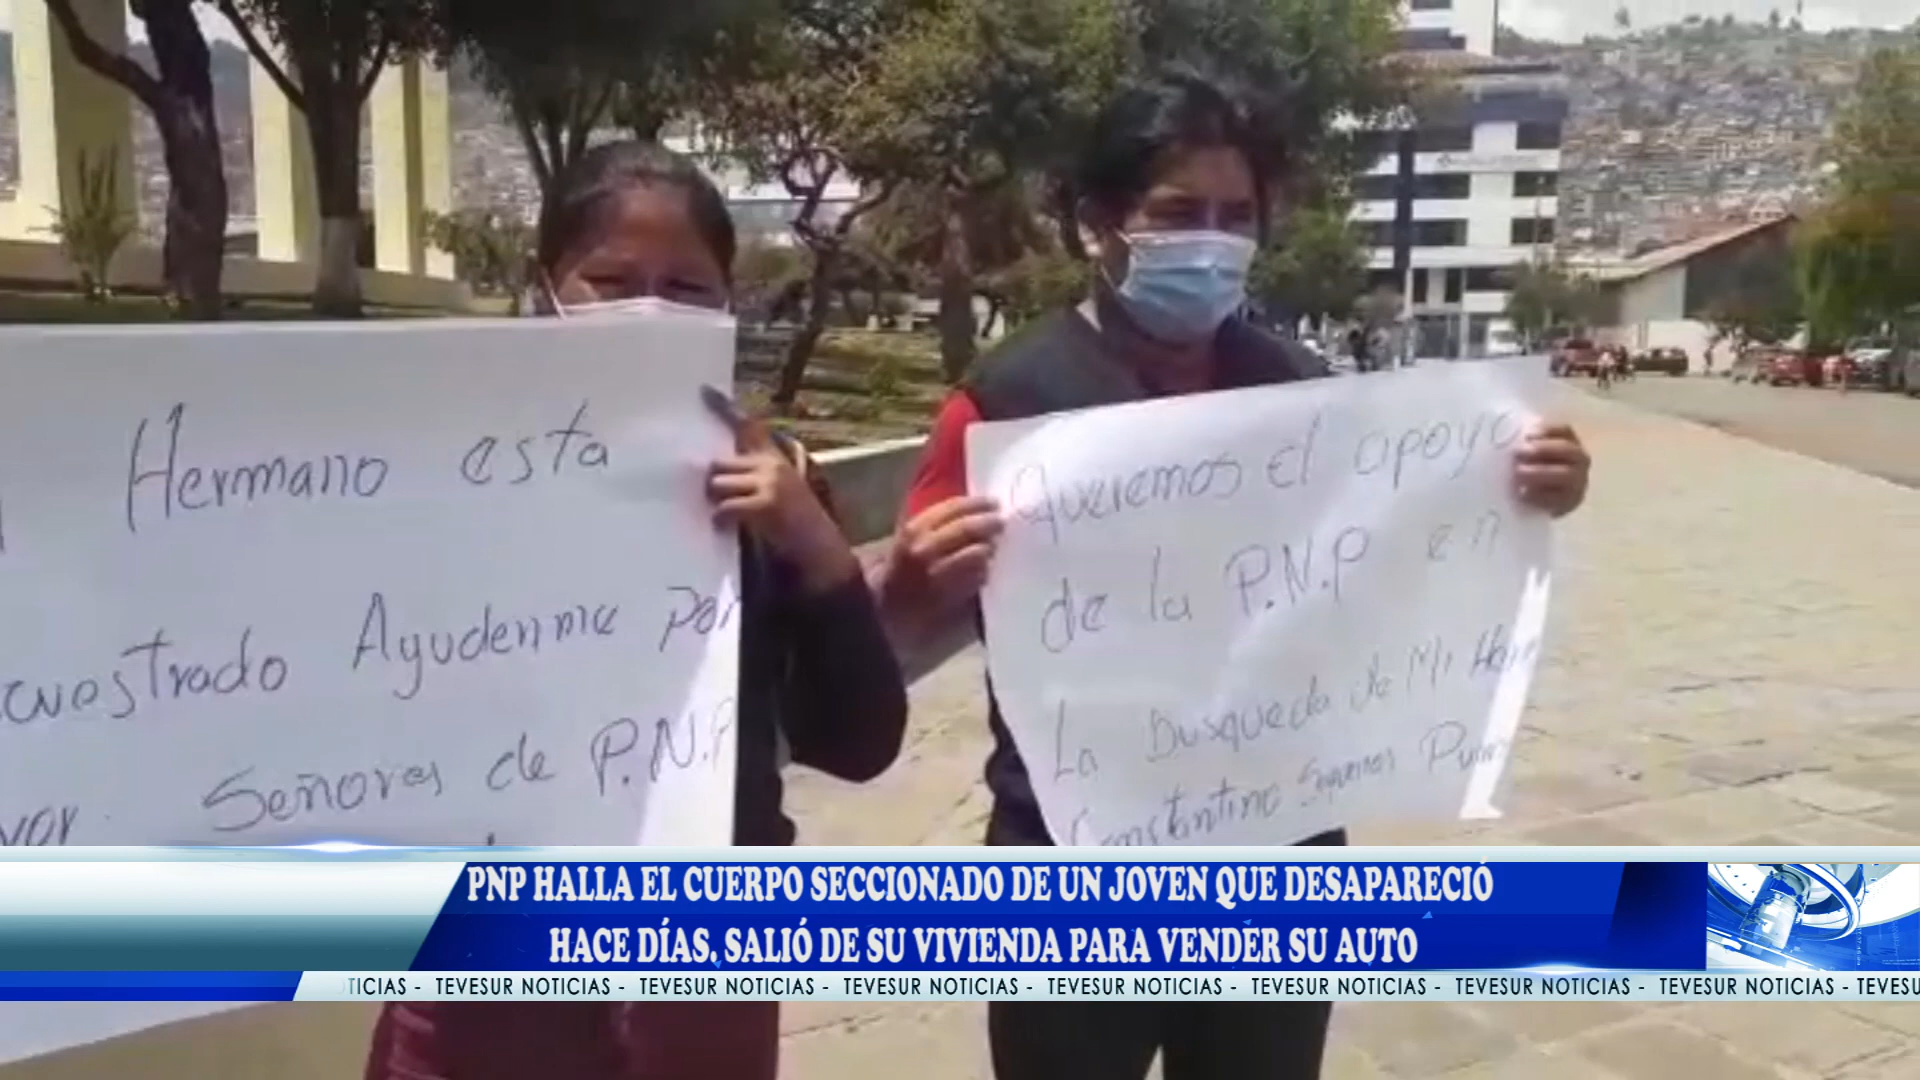 Hermano esta
cuestrado Ayudenme por
vor. Señores de P.N.P
Queremos el apoyo
de la P.N.P en
La Busqueda de Mi
Constantino
PNP HALLA EL CUERPO SECCIONADO DE UN JOVEN QUE DESAPARECIÓ
HACE DÍAS. SALIÓ DE SU VIVIENDA PARA VENDER SU AUTO
TICIAS - TEVESUR NOTICIAS - TEVESUR NOTICIAS - TEVESUR NOTICIAS - TEVESUR NOTICIAS - TEVESUR NOTICIAS - TEVESUR NOTICIAS - TEVESUR NOTICIAS - TEVESU